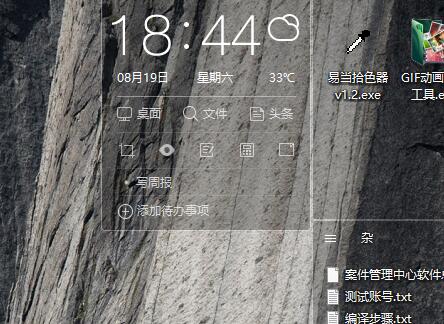 18:44
08月19日 星期六 33℃
桌面 文件 头条
写周报
添加待办事项
易当拾色器
v1.2.exe
GIF动画
工具.e
杂
案件管理中心软件
测试账号.txt
编译步骤.txt